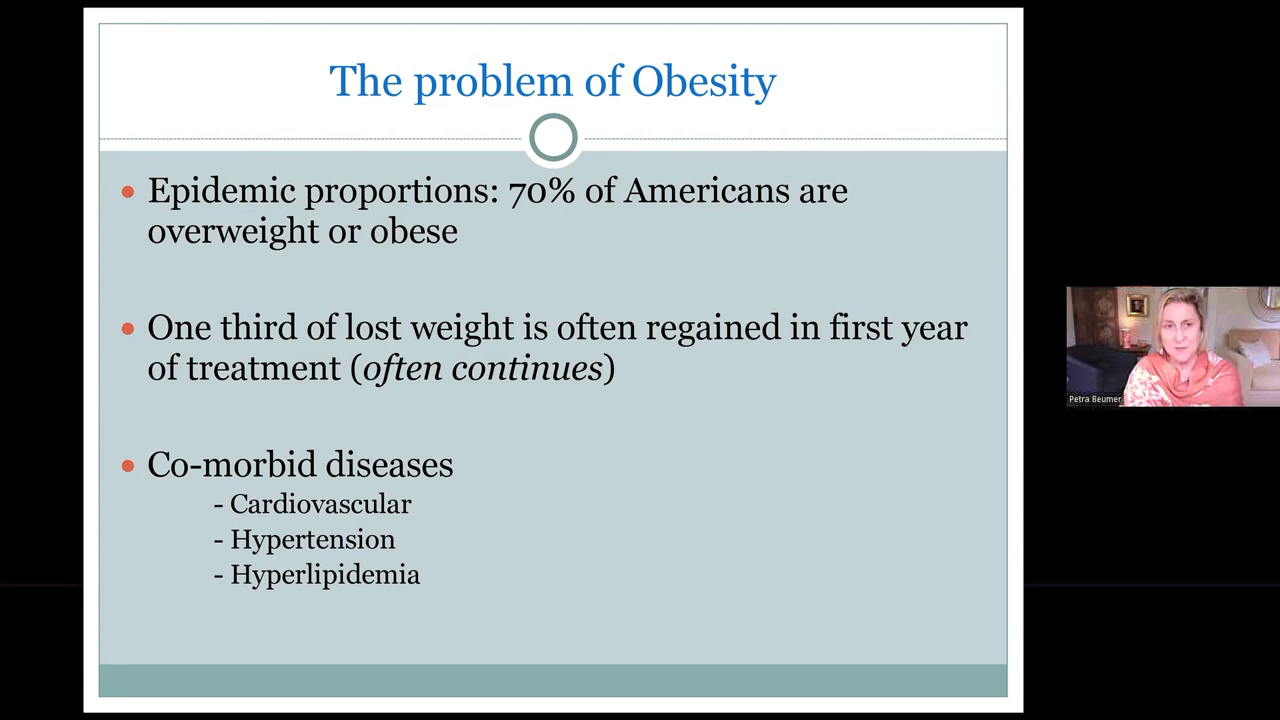 The problem of Obesity
• Epidemic proportions: 70% of Americans are
overweight or obese
• One third of lost weight is often regained in first year
of treatment (often continues)
• Co-morbid diseases
- Cardiovascular
- Hypertension
- Hyperlipidemia
Petra Beumer